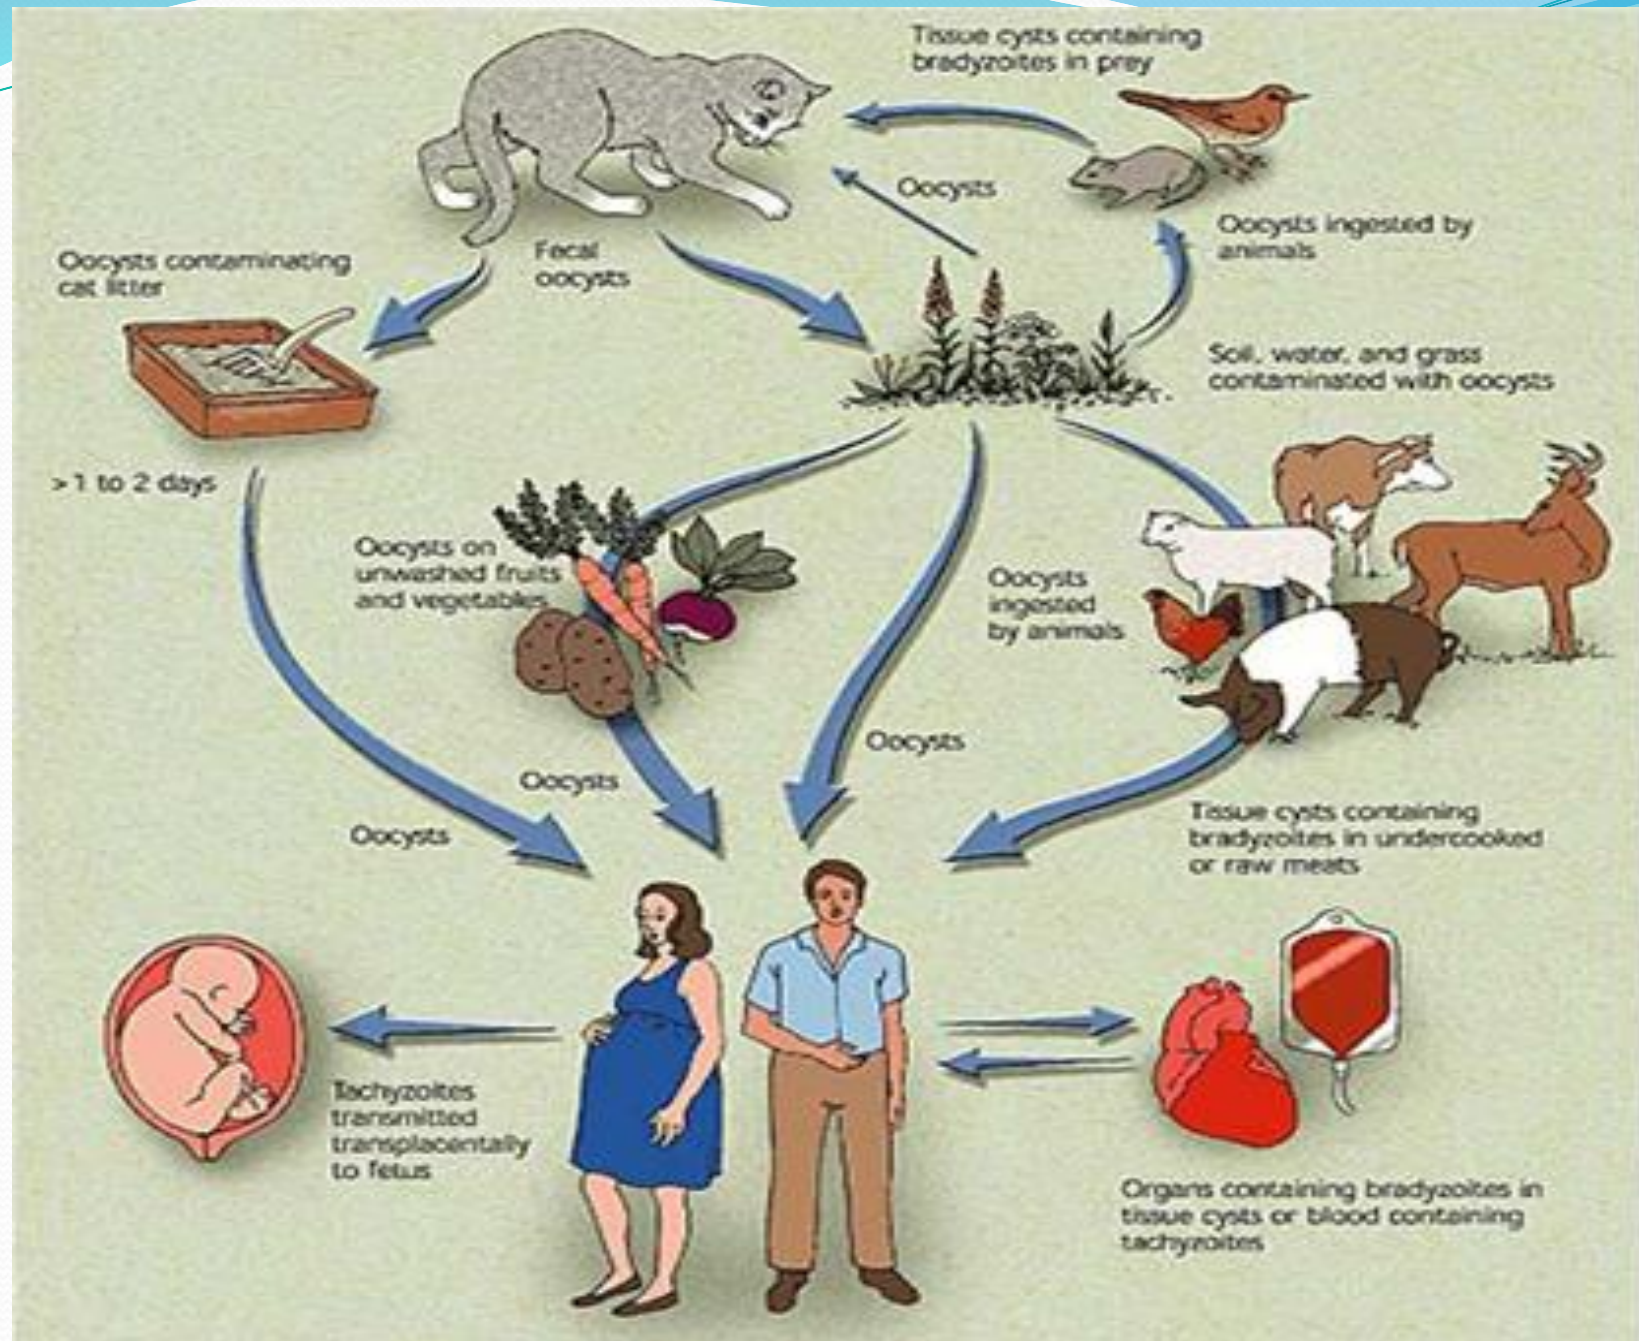 Tissue cysts containing
bradyzoites in prey
Oocysts
Oocysts ingested by
animals
Fecal
oocysts
Oocysts contaminating
cat litter
Soil, water, and grass
contaminated with oocysts
>1 to 2 days
Oocysts on
unwashed fruits
and vegetables
Oocysts
ingested
by animals
Oocysts
Oocysts
Oocysts
Tissue cysts containing
bradyzoites in undercooked
or raw meats
Tachyzoites
transmitted
transplacentally
to fetus
Organs containing bradyzoites in
tissue cysts or blood containing
tachyzoites